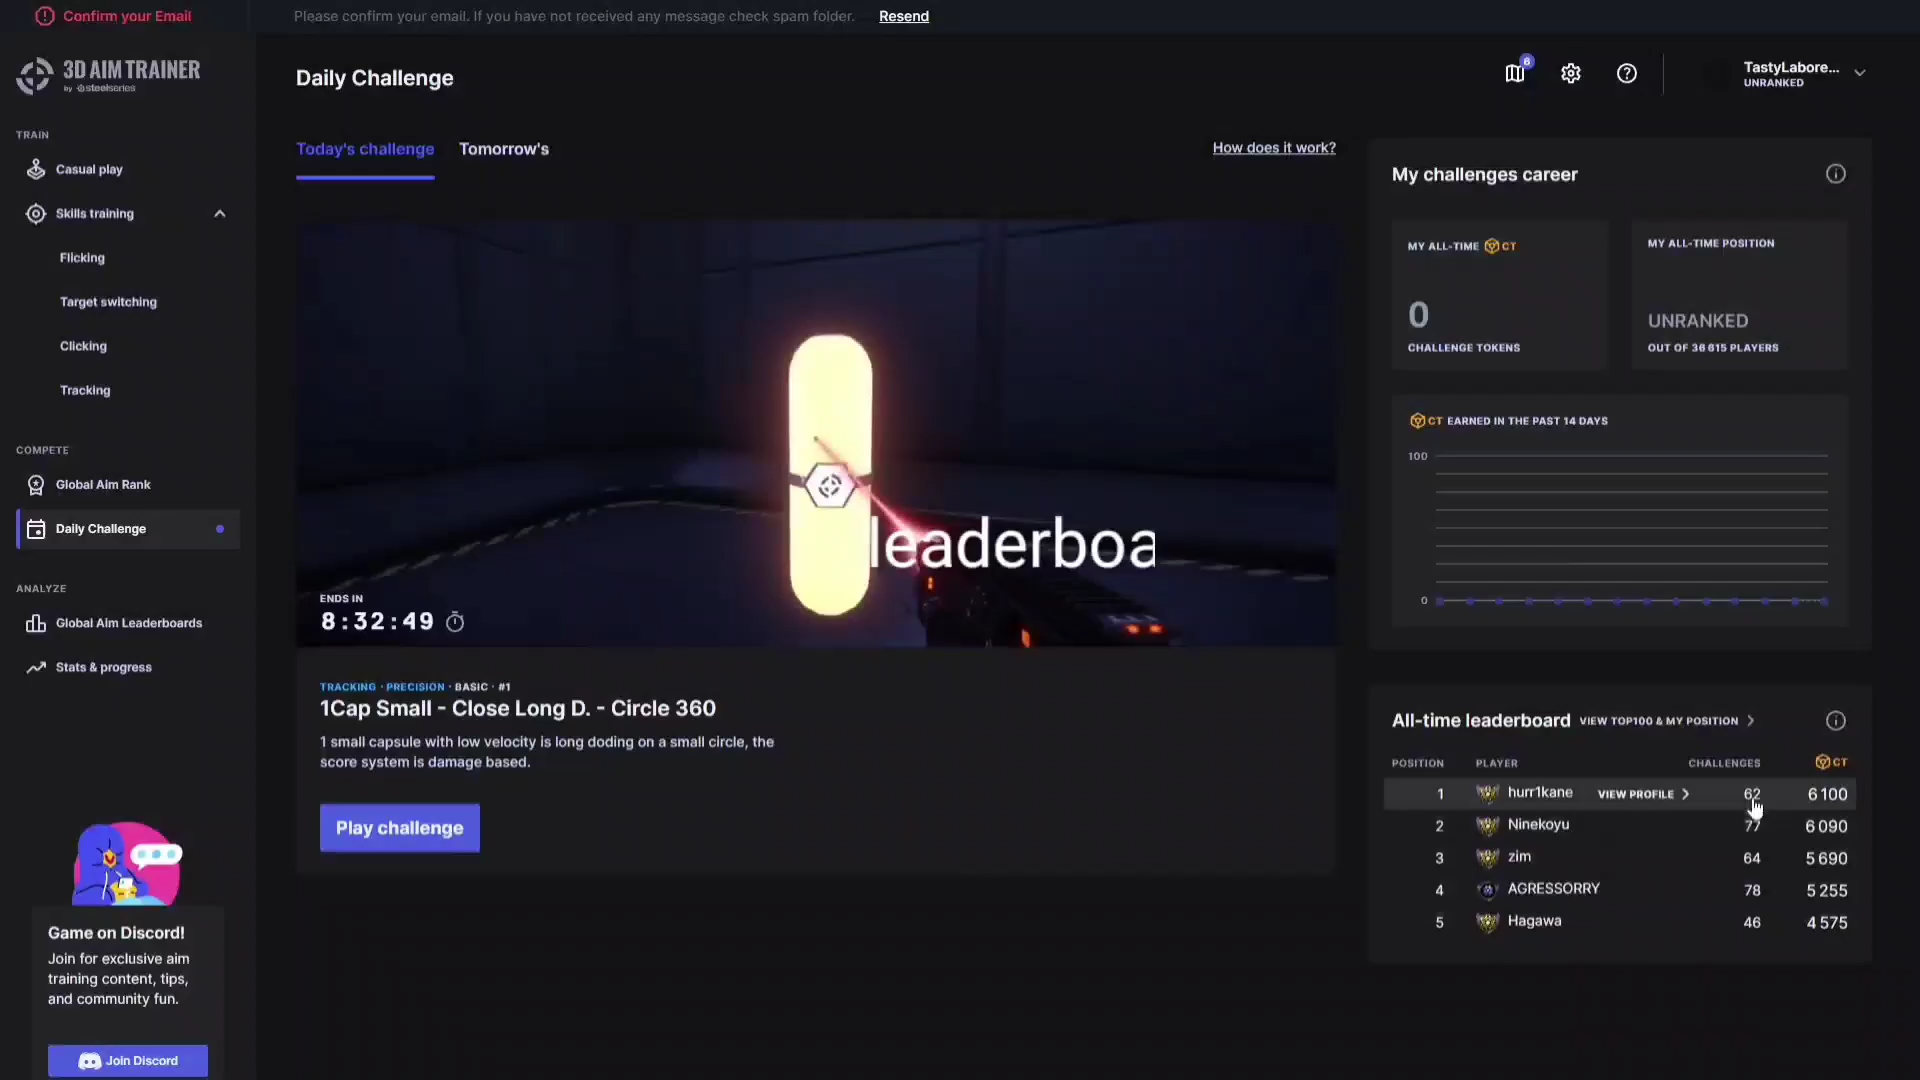 Confirm your Email
Please confirm your email. If you have not received any message check spam folder. Resend
3D AIM TRAINER
by steelseries
TRAIN
Casual play
Skills training
Flicking
Target switching
Clicking
Tracking
COMPETE
Global Aim Rank
Daily Challenge
ANALYZE
Global Aim Leaderboards
Stats & progress
Game on Discord!
Join for exclusive aim
training content, tips,
and community fun.
Join Discord
Daily Challenge
6
TastyLabore...
UNRANKED
Today's challenge Tomorrow's How does it work?
leaderboa
ENDS IN
8:32:49
TRACKING · PRECISION · BASIC · #1
1Cap Small - Close Long D. - Circle 360
1 small capsule with low velocity is long doding on a small circle, the
score system is damage based.
Play challenge
My challenges career
MY ALL-TIME CT
0
CHALLENGE TOKENS
MY ALL-TIME POSITION
UNRANKED
OUT OF 36 615 PLAYERS
CT EARNED IN THE PAST 14 DAYS
100
0
All-time leaderboard VIEW TOP100 & MY POSITION
POSITION PLAYER CHALLENGES CT
1 hurr1kane VIEW PROFILE 62 6 100
2 Ninekoyu 77 6 090
3 zim 64 5 690
4 AGRESSORRY 78 5 255
5 Hagawa 46 4 575